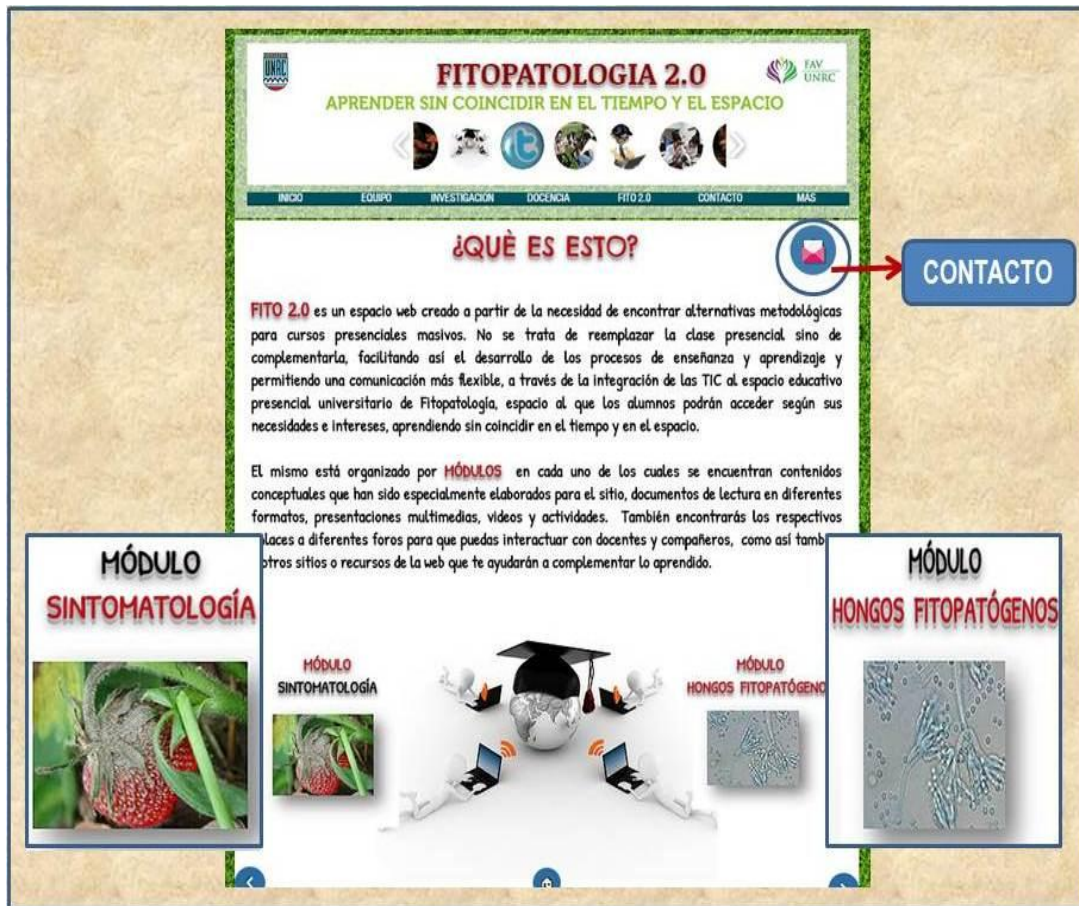 UNRC
FITOPATOLOGIA 2.0
FAV
UNRC
APRENDER SIN COINCIDIR EN EL TIEMPO Y EL ESPACIO
INICIO EQUIPO INVESTIGACIÓN DOCENCIA FITO 2.0 CONTACTO MAS
¿QUÈ ES ESTO?
CONTACTO
FITO 2.0 es un espacio web creado a partir de la necesidad de encontrar alternativas metodológicas
para cursos presenciales masivos. No se trata de reemplazar la clase presencial sino de
complementarla, facilitando así el desarrollo de los procesos de enseñanza y aprendizaje y
permitiendo una comunicación más flexible, a través de la integración de las TIC al espacio educativo
presencial universitario de Fitopatología, espacio al que los alumnos podrán acceder según sus
necesidades e intereses, aprendiendo sin coincidir en el tiempo y en el espacio.
El mismo está organizado por MÓDULOS en cada uno de los cuales se encuentran contenidos
conceptuales que han sido especialmente elaborados para el sitio, documentos de lectura en diferentes
formatos, presentaciones multimedias, videos y actividades. También encontrarás los respectivos
laces a diferentes foros para que puedas interactuar con docentes y compañeros, como así tamb
otros sitios o recursos de la web que te ayudarán a complementar lo aprendido.
MÓDULO
SINTOMATOLOGÍA
MÓDULO
HONGOS FITOPATÓGENOS
MÓDULO
SINTOMATOLOGÍA
MÓDULO
HONGOS FITOPATÓGENO